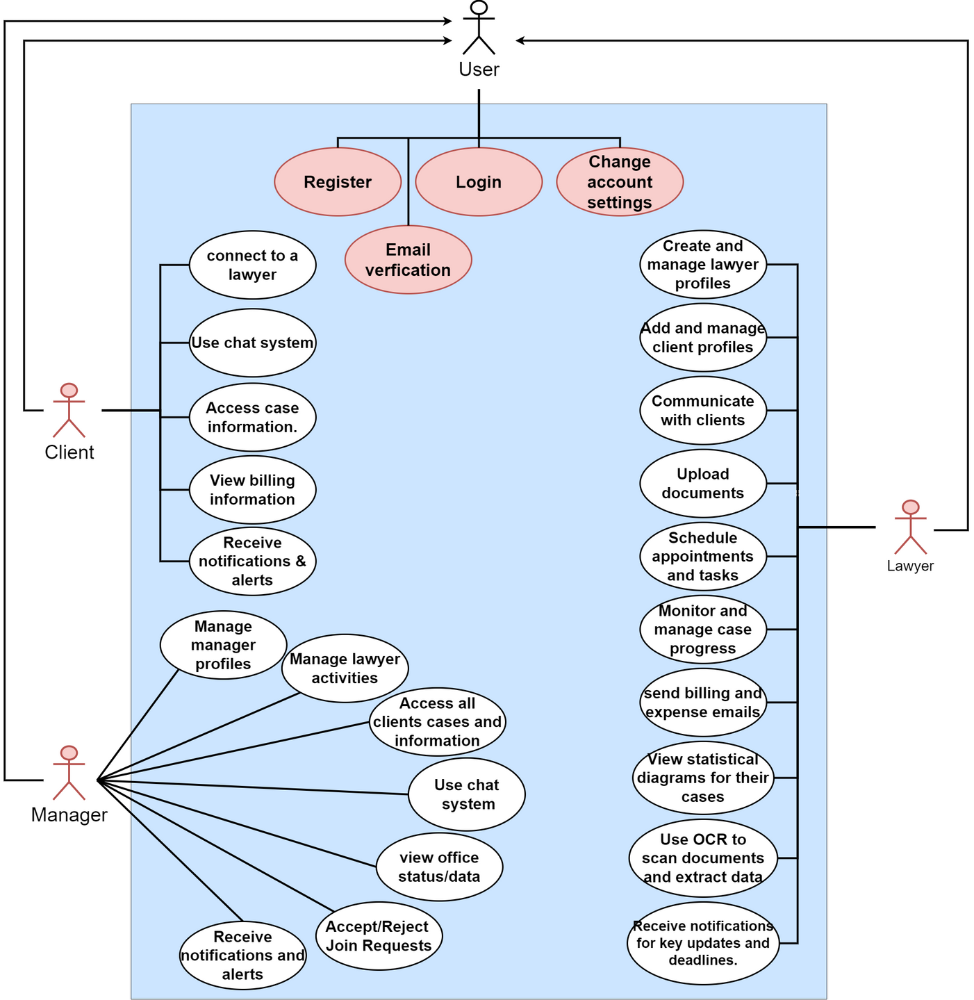 User
Register
Login
Change
account
settings
Email
verfication
connect to a
lawyer
Use chat system
Access case
information.
View billing
information
Receive
notifications &
alerts
Client
Create and
manage lawyer
profiles
Add and manage
client profiles
Communicate
with clients
Upload
documents
Schedule
appointments
and tasks
Monitor and
manage case
progress
send billing and
expense emails
View statistical
diagrams for their
cases
Use OCR to
scan documents
and extract data
Receive notifications
for key updates and
deadlines.
Lawyer
Manage
manager
profiles
Manage lawyer
activities
Access all
clients cases and
information
Use chat
system
view office
status/data
Accept/Reject
Join Requests
Receive
notifications and
alerts
Manager